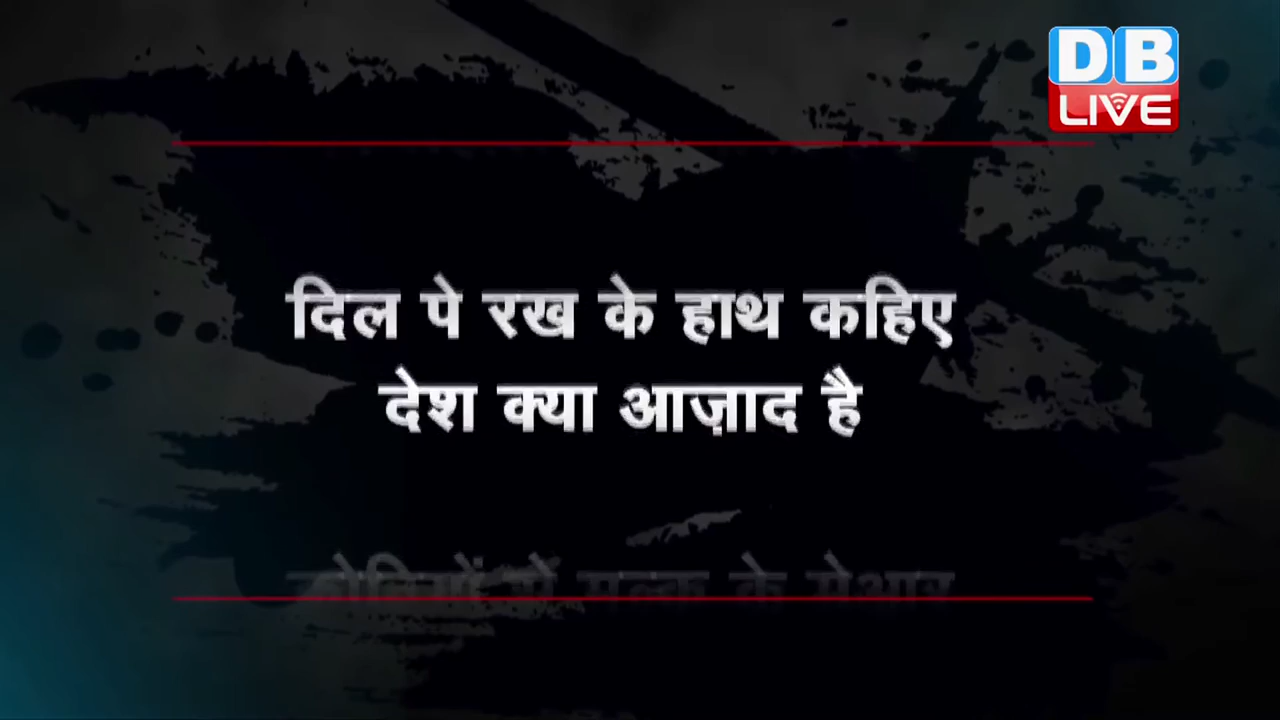 DB
LIVE
दिल पे रख के हाथ कहिए
देश क्या आज़ाद है
के